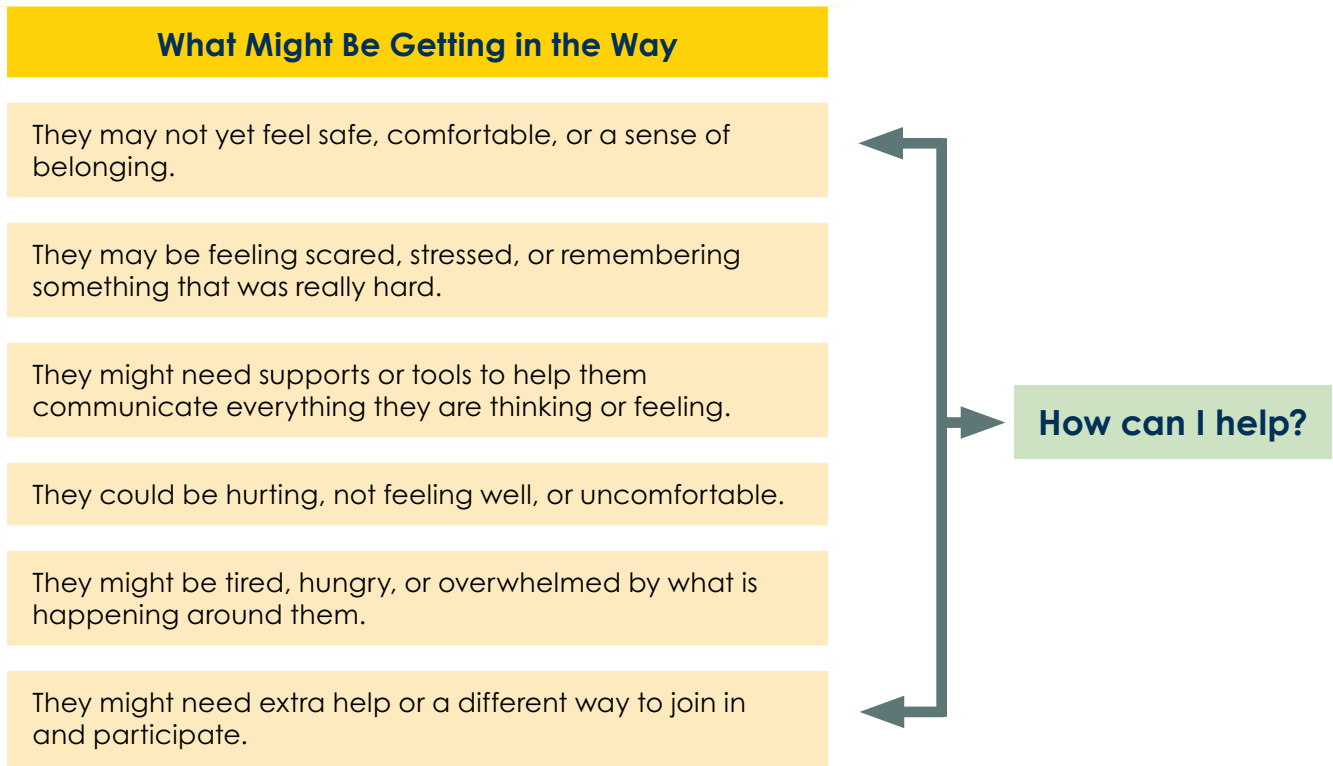 What Might Be Getting in the Way
They may not yet feel safe, comfortable, or a sense of
belonging.
They may be feeling scared, stressed, or remembering
something that was really hard.
They might need supports or tools to help them
communicate everything they are thinking or feeling.
They could be hurting, not feeling well, or uncomfortable.
They might be tired, hungry, or overwhelmed by what is
happening around them.
They might need extra help or a different way to join in
and participate.
How can I help?